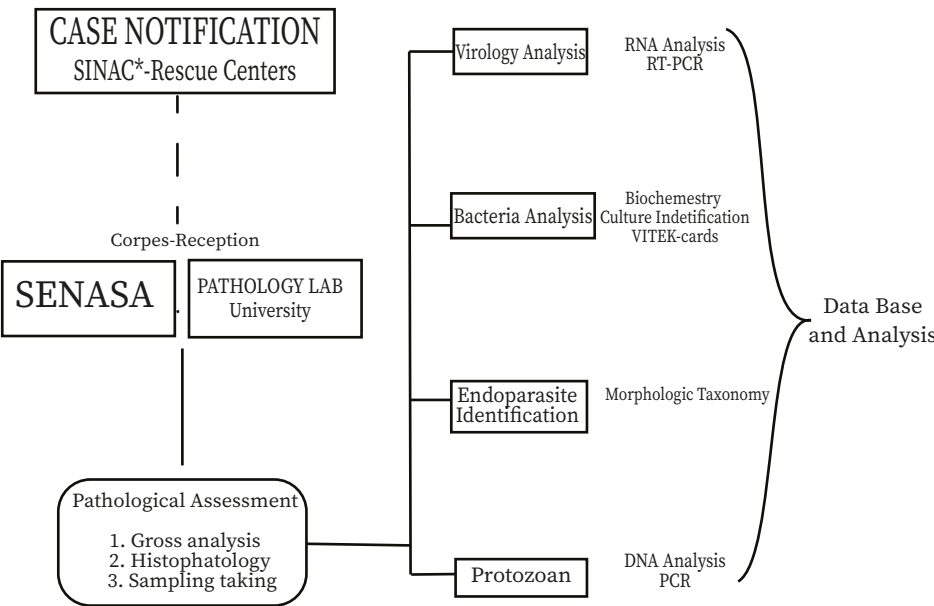 CASE NOTIFICATION
SINAC*-Rescue Centers
Corpes-Reception
SENASA
PATHOLOGY LAB
University
Pathological Assessment
1. Gross analysis
2. Histophatology
3. Sampling taking
Virology Analysis
RNA Analysis
RT-PCR
Bacteria Analysis
Biochemestry
Culture Indetification
VITEK-cards
Endoparasite
Identification
Morphologic Taxonomy
Protozoan
DNA Analysis
PCR
Data Base
and Analysis